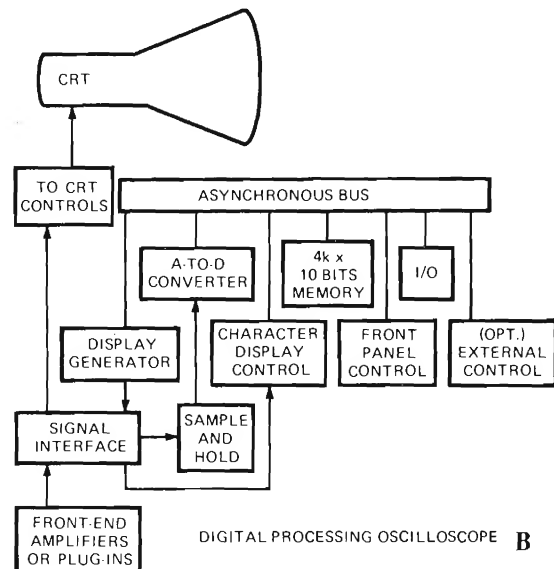 CRT
TO CRT
CONTROLS
ASYNCHRONOUS BUS
A-TO-D
CONVERTER
4k x
10 BITS
MEMORY
I/O
DISPLAY
GENERATOR
CHARACTER
DISPLAY
CONTROL
FRONT
PANEL
CONTROL
(OPT.)
EXTERNAL
CONTROL
SIGNAL
INTERFACE
SAMPLE
AND
HOLD
FRONT-END
AMPLIFIERS
OR PLUG-INS
DIGITAL PROCESSING OSCILLOSCOPE B